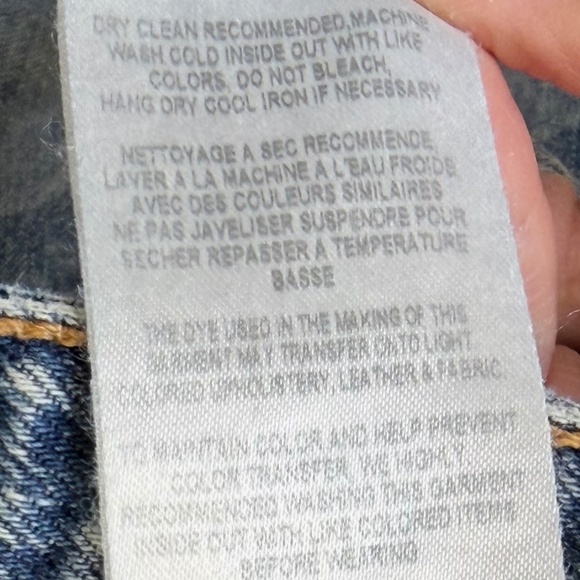 DRY CLEAN RECOMMENDED, MACHINE
WASH COLD INSIDE OUT WITH LIKE
COLORS, DO NOT BLEACH,
HANG DRY COOL IRON IF NECESSARY
NETTOYAGE A SEC RECOMMENDE,
LAVER A LA MACHINE A L'EAU FROIDE
AVEC DES COULEURS SIMILAIRES
NE PAS JAVELISER SUSPENDRE POUR
SECHER REPASSER A TEMPERATURE
BASSE
THE DYE USED IN THE MAKING OF THIS
GARMENT MAY TRANSFER ONTO LIGHT
COLORED UPHOLSTERY, LEATHER & FABRIC.
TO MAINTAIN COLOR AND HELP PREVENT
COLOR TRANSFER, WE HIGHLY
RECOMMENDED WASHING THIS GARMENT
INSIDE OUT WITH LIKE COLORED ITEMS
BEFORE WEARING